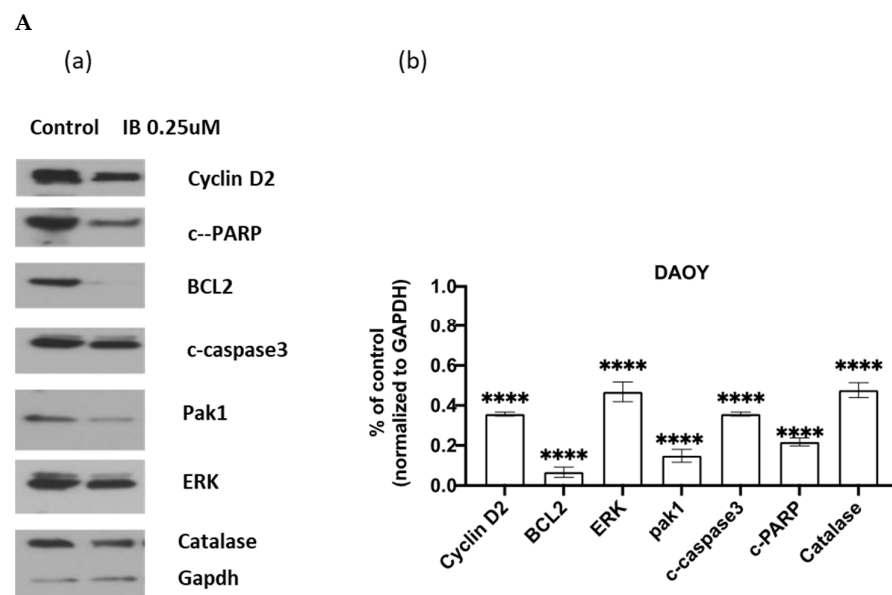 A
(a)
(b)
Control IB 0.25uM
Cyclin D2
c--PARP
BCL2
c-caspase3
Pak1
ERK
Catalase
Gapdh
DAOY
% of control
(normalized to GAPDH)
1.0
0.8
0.6
0.4
0.2
0.0
**** **** **** **** **** **** ****
Cyclin D2
BCL2
ERK
pak1
c-caspase3
c-PARP
Catalase